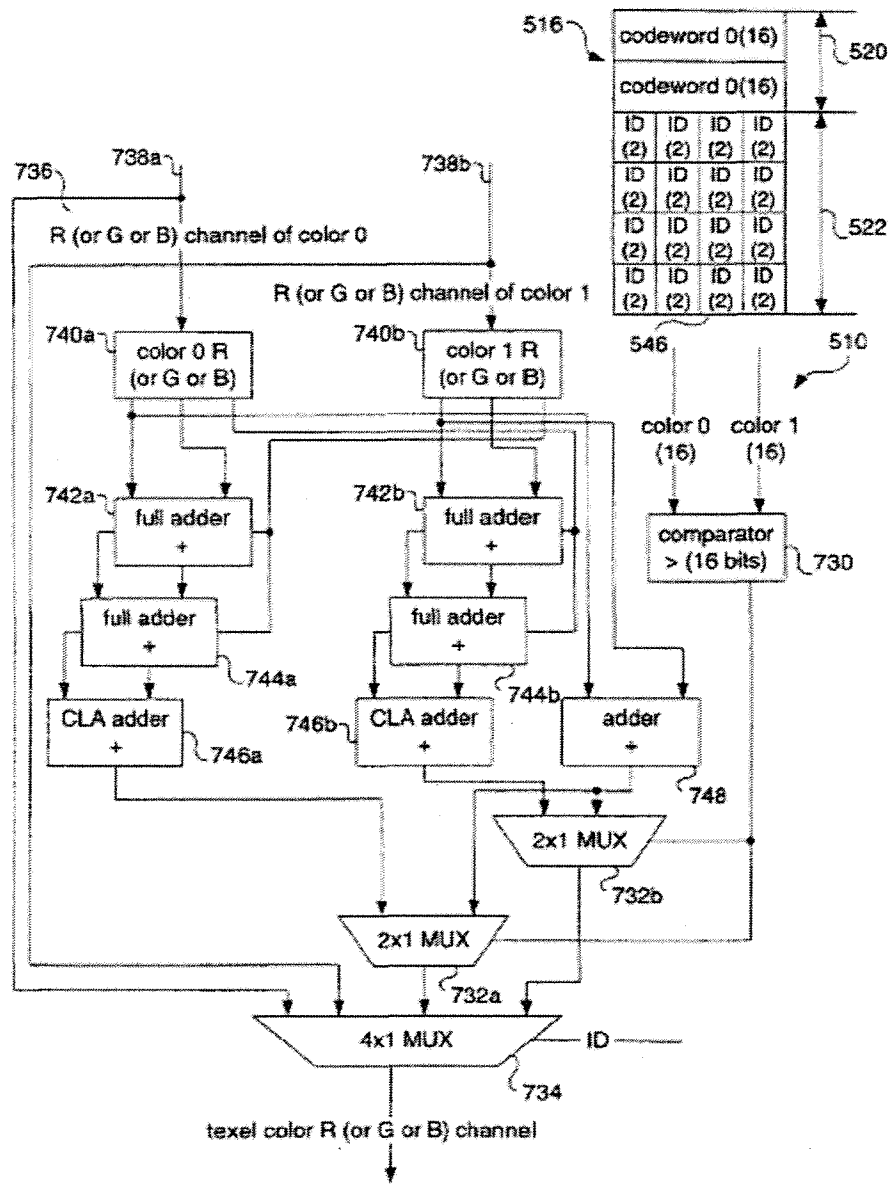 516
codeword 0(16)
codeword 0(16)
520
ID ID ID ID
(2) (2) (2) (2)
ID ID ID ID
(2) (2) (2) (2)
ID ID ID ID
(2) (2) (2) (2)
ID ID ID ID
(2) (2) (2) (2)
522
546
510
736
738a
738b
R (or G or B) channel of color 0
R (or G or B) channel of color 1
740a
color 0 R
(or G or B)
740b
color 1 R
(or G or B)
color 0
(16)
color 1
(16)
742a
full adder
+
742b
full adder
+
comparator
> (16 bits)
730
full adder
+
744a
full adder
+
744b
CLA adder
+
746a
746b
CLA adder
+
adder
+
748
2x1 MUX
732b
2x1 MUX
732a
4x1 MUX
ID
734
texel color R (or G or B) channel